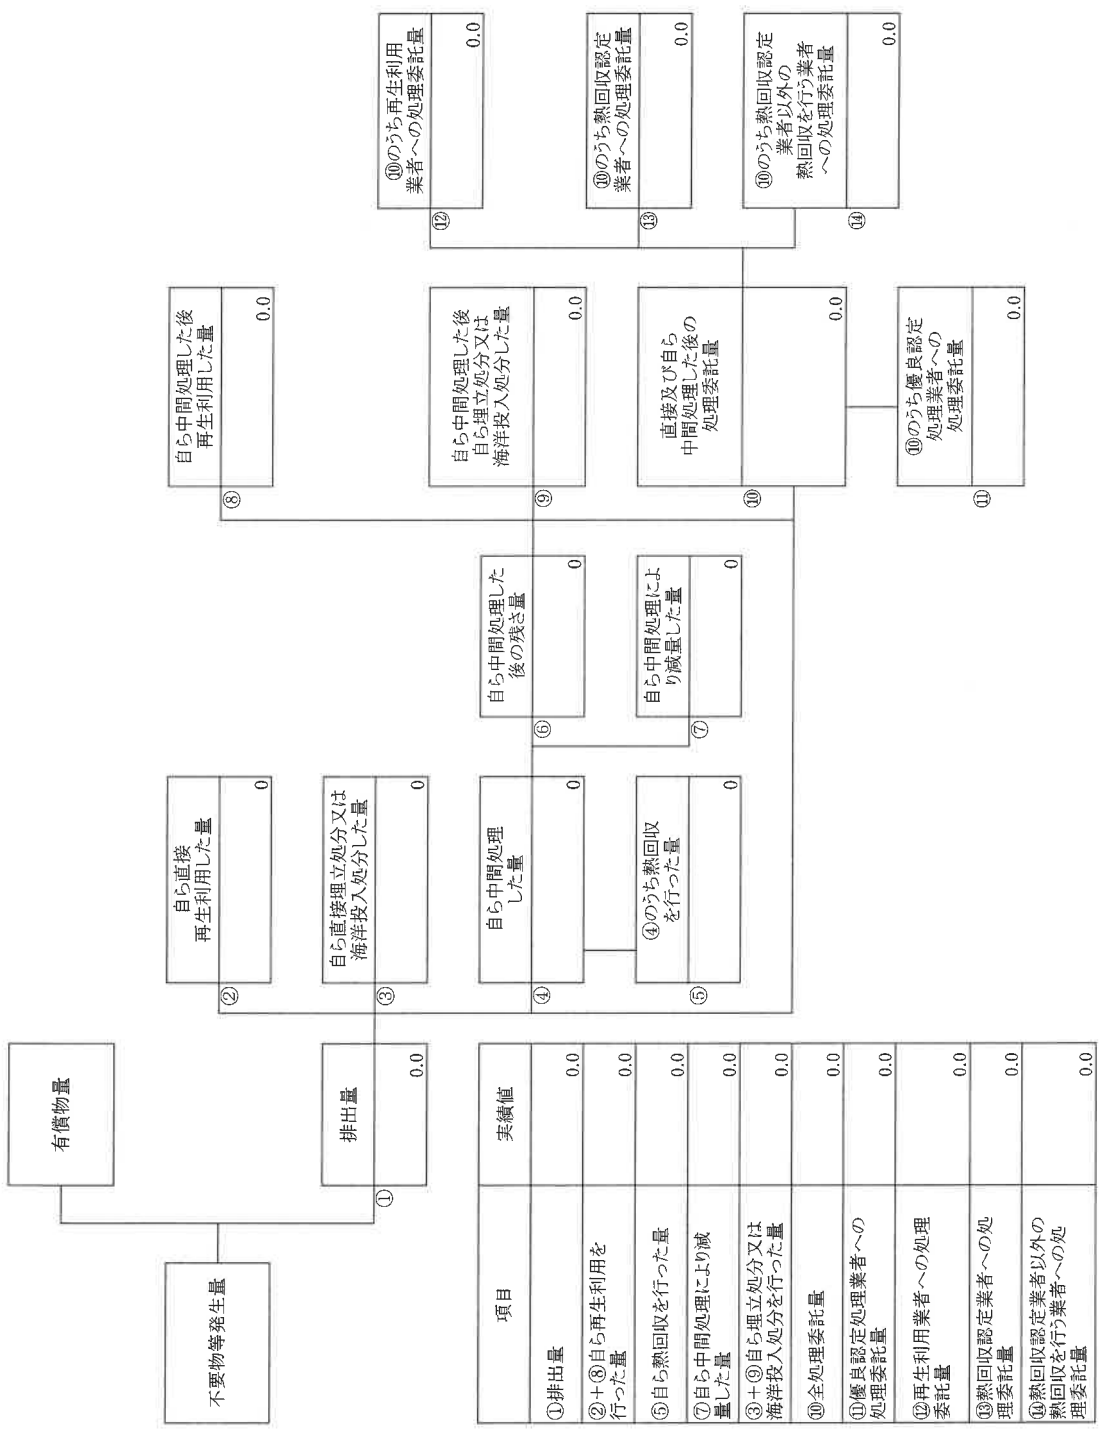 不要物等発生量
有償物量
排出量
①
0.0
自ら直接
再生利用した量
②
0
自ら直接埋立処分又は
海洋投入処分した量
③
0
自ら中間処理
した量
④
0
④のうち熱回収
を行った量
⑤
0
自ら中間処理した
後の残さ量
⑥
0
自ら中間処理によ
り減量した量
⑦
0
自ら中間処理した後
再生利用した量
⑧
0.0
自ら中間処理した後
自ら埋立処分又は
海洋投入処分した量
⑨
0.0
直接及び自ら
中間処理した後の
処理委託量
⑩
0.0
⑩のうち優良認定
処理業者への
処理委託量
⑪
0.0
⑩のうち再生利用
業者への処理委託量
⑫
0.0
⑩のうち熱回収認定
業者への処理委託量
⑬
0.0
⑩のうち熱回収認定
業者以外の
熱回収を行う業者
への処理委託量
⑭
0.0
項目
実績値
①排出量
0.0
②+⑧自ら再生利用を
行った量
0.0
⑤自ら熱回収を行った量
0.0
⑦自ら中間処理により減
量した量
0.0
③+⑨自ら埋立処分又は
海洋投入処分を行った量
0.0
⑩全処理委託量
0.0
⑪優良認定処理業者への
処理委託量
0.0
⑫再生利用業者への処理
委託量
0.0
⑬熱回収認定業者への処
理委託量
0.0
⑭熱回収認定業者以外の
熱回収を行う業者への処
理委託量
0.0